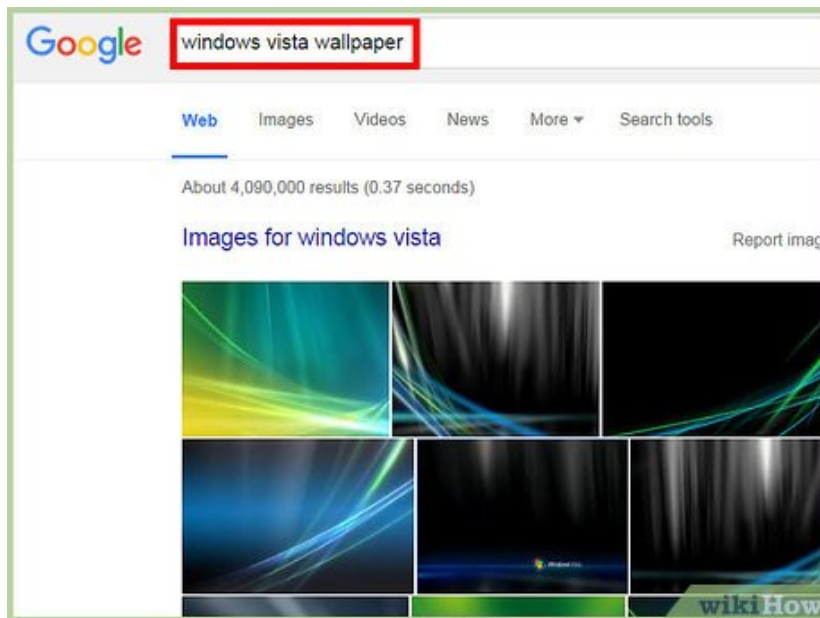 Google windows vista wallpaper
Web Images Videos News More Search tools
About 4,090,000 results (0.37 seconds)
Images for windows vista Report imag
wikiHow